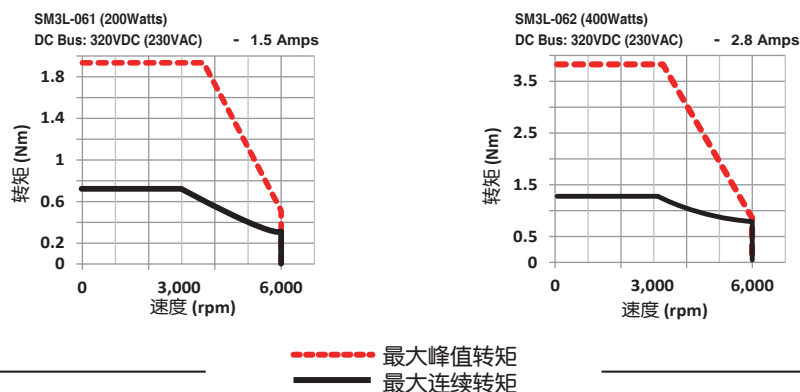 SM3L-061 (200Watts)
DC Bus: 320VDC (230VAC) - 1.5 Amps
1.8
1.4
1
0.6
0.2
0
转矩 (Nm)
0 3,000 6,000
速度 (rpm)
SM3L-062 (400Watts)
DC Bus: 320VDC (230VAC) - 2.8 Amps
3.5
2.5
1.5
0.5
0
转矩 (Nm)
0 3,000 6,000
速度 (rpm)
最大峰值转矩
最大连续转矩